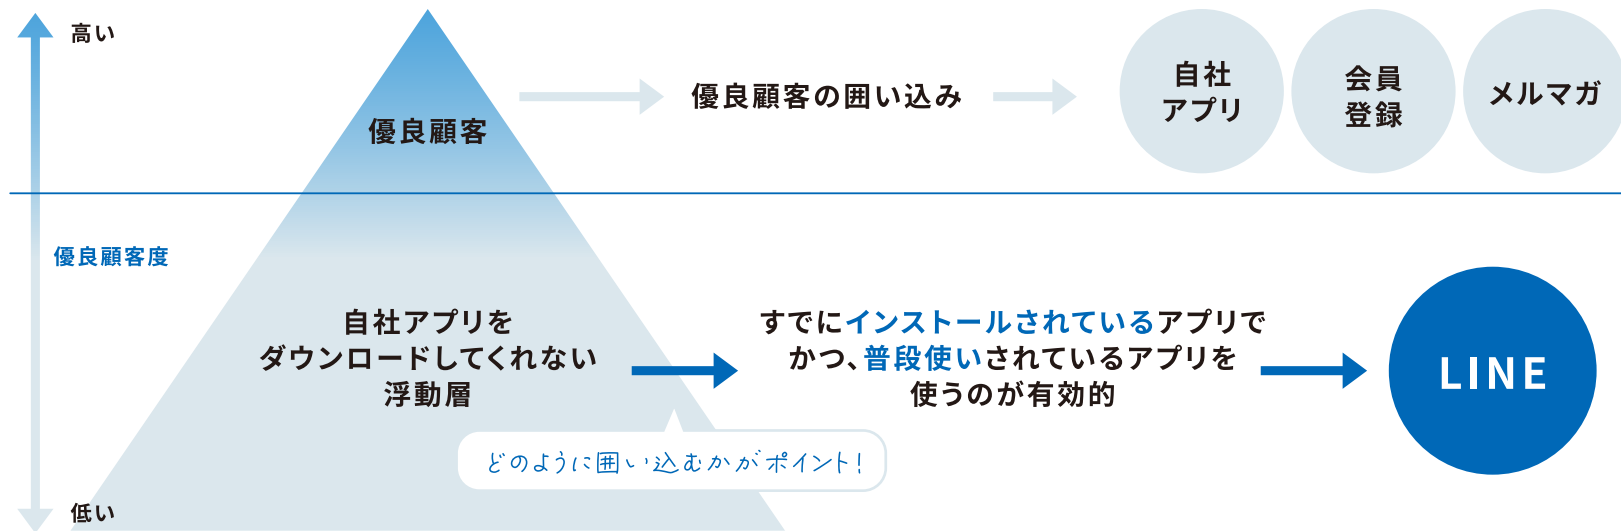 高い
優良顧客
優良顧客の囲い込み
自社
アプリ
会員
登録
メルマガ
優良顧客度
自社アプリを
ダウンロードしてくれない
浮動層
すでにインストールされているアプリで
かつ、普段使いされているアプリを
使うのが有効的
LINE
どのように囲い込むかがポイント!
低い